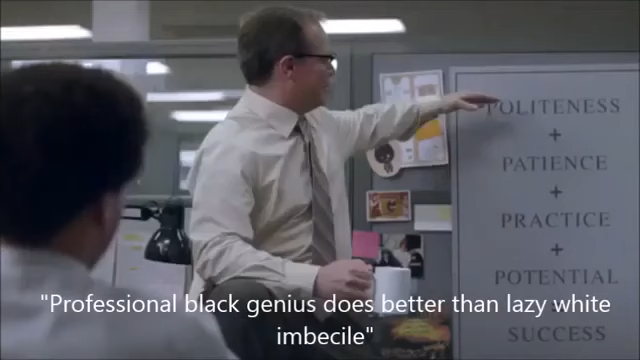 POLITENESS
+
PATIENCE
+
PRACTICE
+
POTENTIAL
SUCCESS
"Professional black genius does better than lazy white
imbecile"